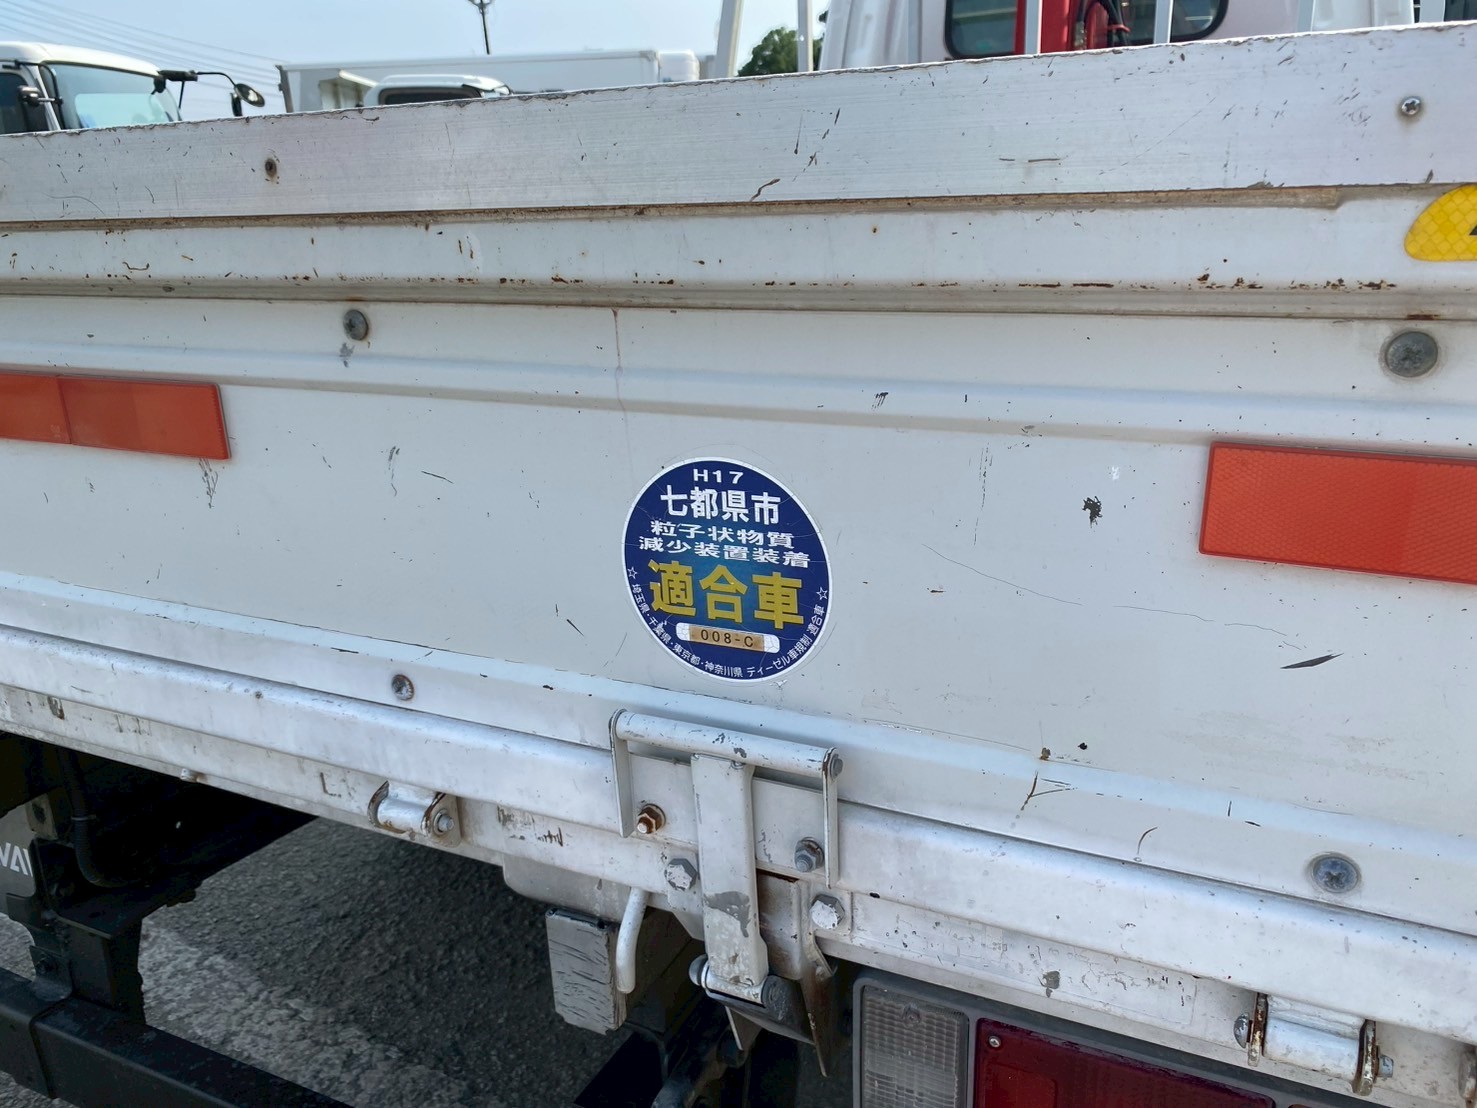 H17
七都県市
粒子状物質
減少装置装着
適合車
008-C
☆埼玉県・千葉県・東京都・神奈川県 ディーゼル車規制 適合車☆